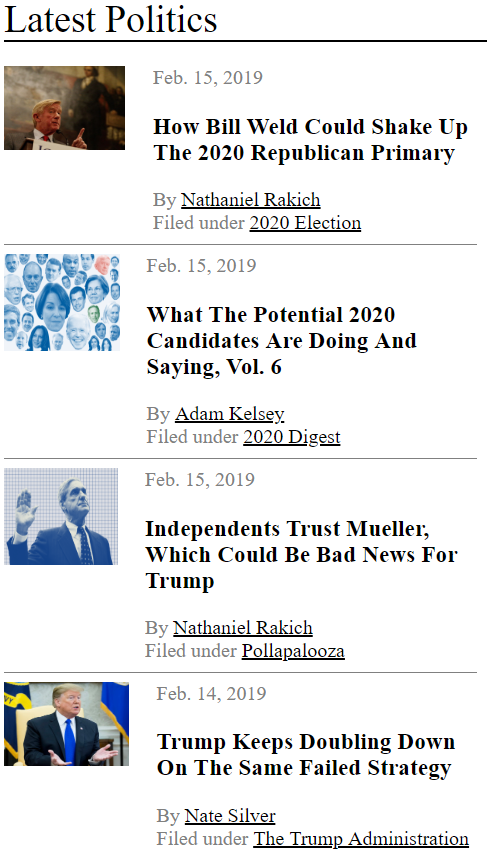 Latest Politics
Feb. 15, 2019
How Bill Weld Could Shake Up
The 2020 Republican Primary
By Nathaniel Rakich
Filed under 2020 Election
Feb. 15, 2019
What The Potential 2020
Candidates Are Doing And
Saying, Vol. 6
By Adam Kelsey
Filed under 2020 Digest
Feb. 15, 2019
Independents Trust Mueller,
Which Could Be Bad News For
Trump
By Nathaniel Rakich
Filed under Pollapalooza
Feb. 14, 2019
Trump Keeps Doubling Down
On The Same Failed Strategy
By Nate Silver
Filed under The Trump Administration